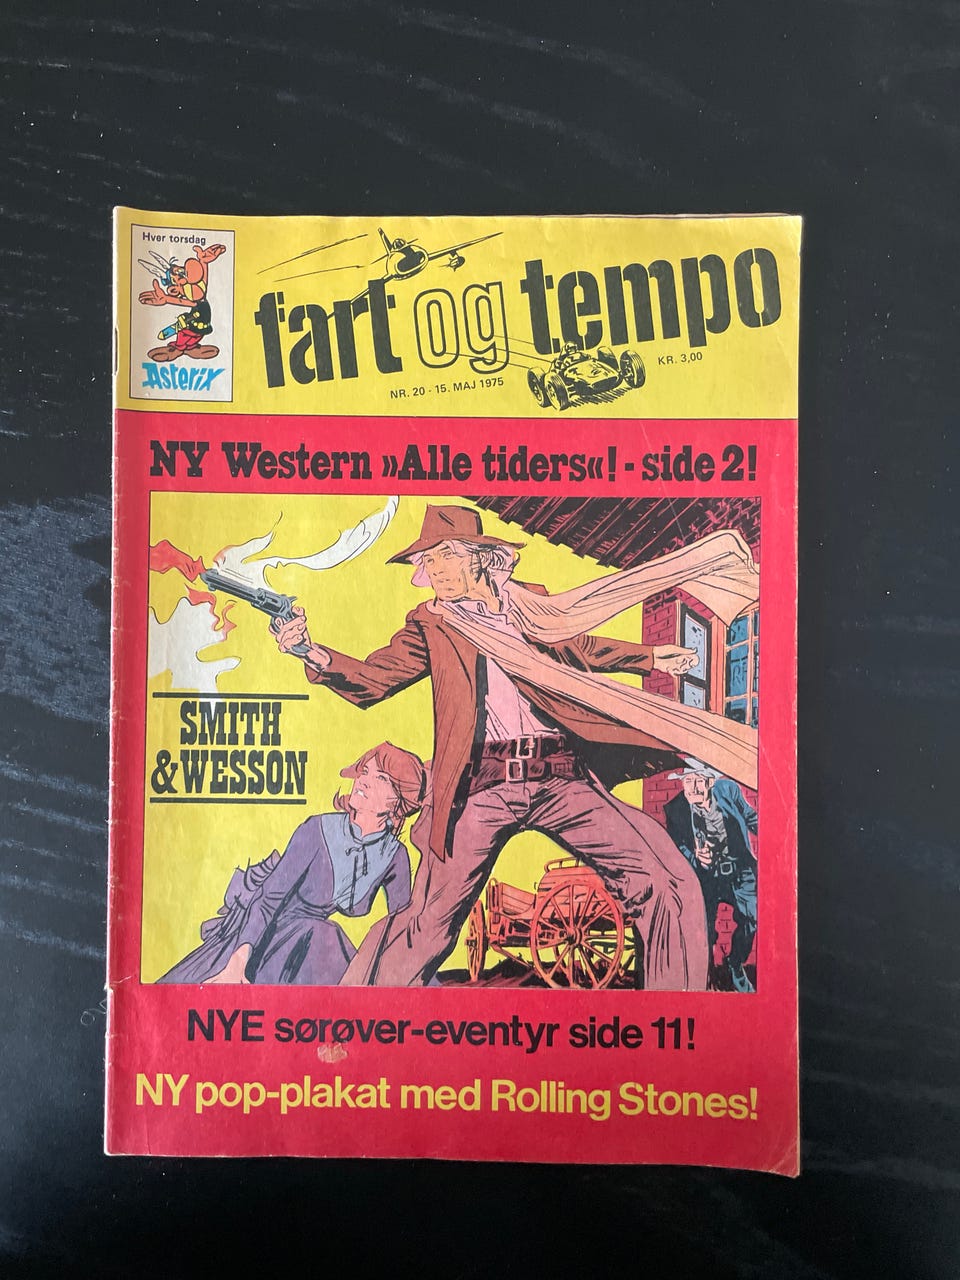 Hver torsdag
Asterix
fart og tempo
NR. 20 - 15. MAJ 1975
KR. 3,00
NY Western »Alle tiders«! - side 2!
SMITH
&WESSON
NYE sørøver-eventyr side 11!
NY pop-plakat med Rolling Stones!